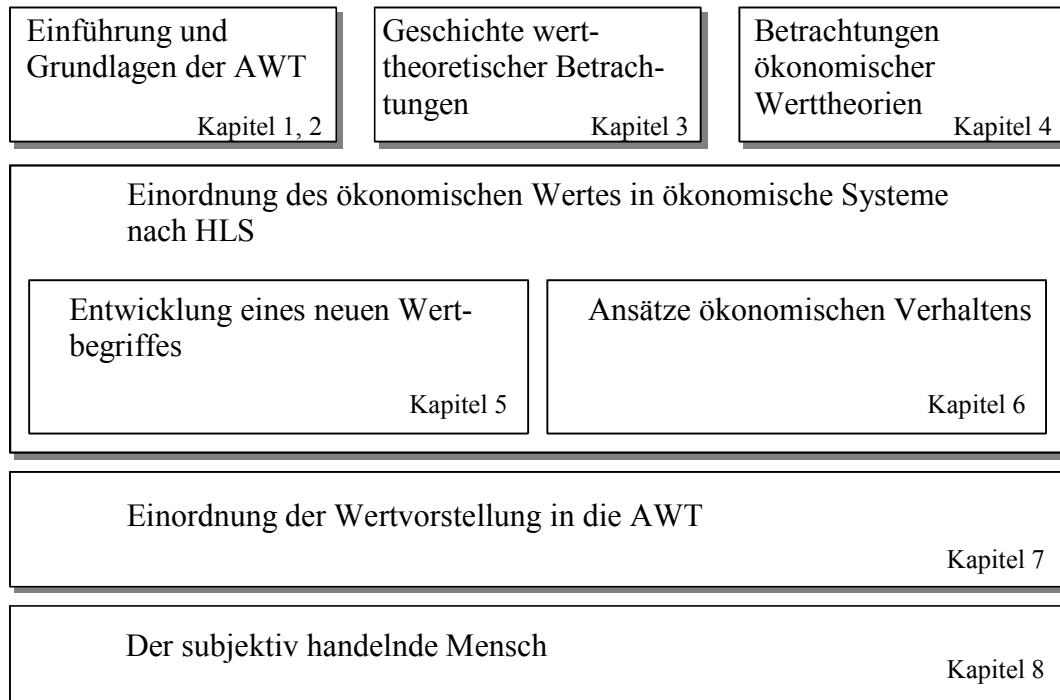 Einführung und
Grundlagen der AWT
Kapitel 1, 2
Geschichte wert-
theoretischer Betrach-
tungen
Kapitel 3
Betrachtungen
ökonomischer
Werttheorien
Kapitel 4
Einordnung des ökonomischen Wertes in ökonomische Systeme
nach HLS
Entwicklung eines neuen Wert-
begriffes
Kapitel 5
Ansätze ökonomischen Verhaltens
Kapitel 6
Einordnung der Wertvorstellung in die AWT
Kapitel 7
Der subjektiv handelnde Mensch
Kapitel 8